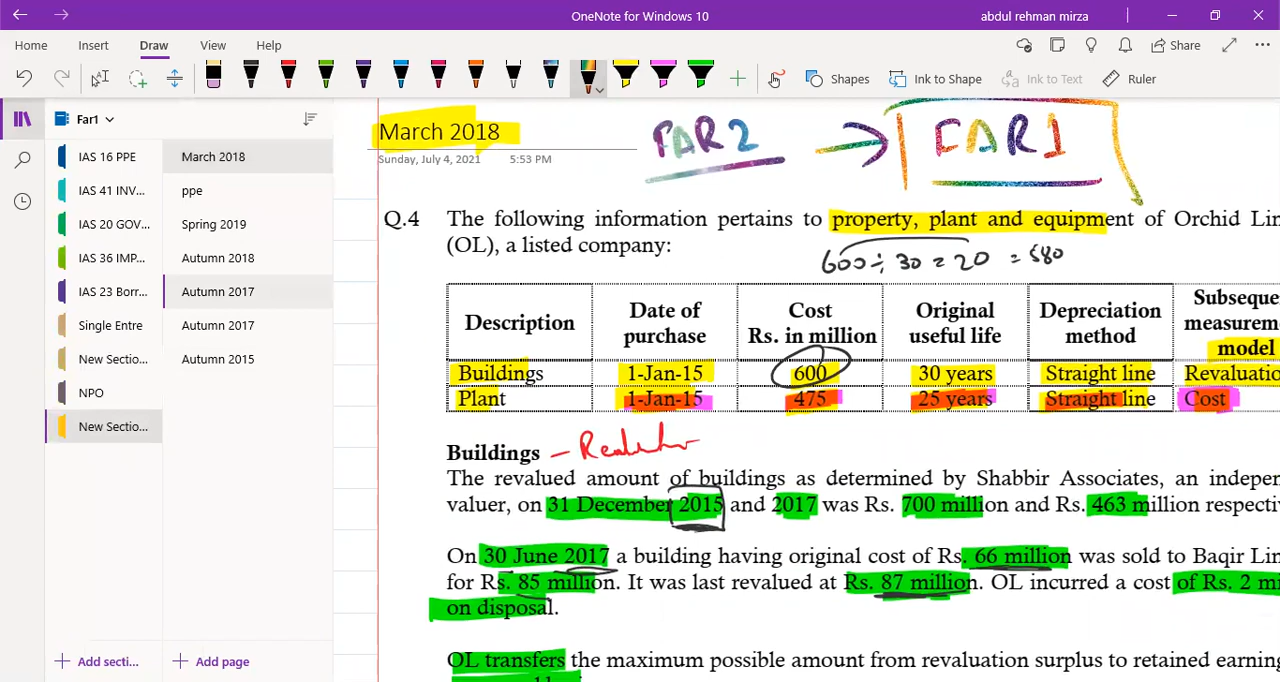 OneNote for Windows 10
abdul rehman mirza
Home
Insert
Draw
View
Help
Share
Shapes
Ink to Shape
Ink to Text
Ruler
Far1
IAS 16 PPE
IAS 41 INV...
IAS 20 GOV...
IAS 36 IMP...
IAS 23 Borr...
Single Entre
New Sectio...
NPO
New Sectio...
March 2018
ppe
Spring 2019
Autumn 2018
Autumn 2017
Autumn 2017
Autumn 2015
Add secti...
Add page
March 2018
Sunday, July 4, 2021 5:53 PM
FAR2 → FAR1
Q.4 The following information pertains to property, plant and equipment of Orchid Lin
(OL), a listed company:
600 ÷ 30 = 20 = 580
Description
Date of purchase
Cost Rs. in million
Original useful life
Depreciation method
Subseque measureme model
Buildings 1-Jan-15 600 30 years Straight line Revaluatio
Plant 1-Jan-15 475 25 years Straight line Cost
Buildings
The revalued amount of buildings as determined by Shabbir Associates, an indepen
valuer, on 31 December 2015 and 2017 was Rs. 700 million and Rs. 463 million respecti
On 30 June 2017 a building having original cost of Rs. 66 million was sold to Baqir Lin
for Rs. 85 million. It was last revalued at Rs. 87 million. OL incurred a cost of Rs. 2 mi
on disposal.
OL transfers the maximum possible amount from revaluation surplus to retained earning